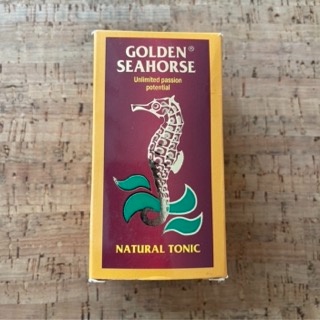 GOLDEN®
SEAHORSE
Unlimited passion
potential
NATURAL TONIC